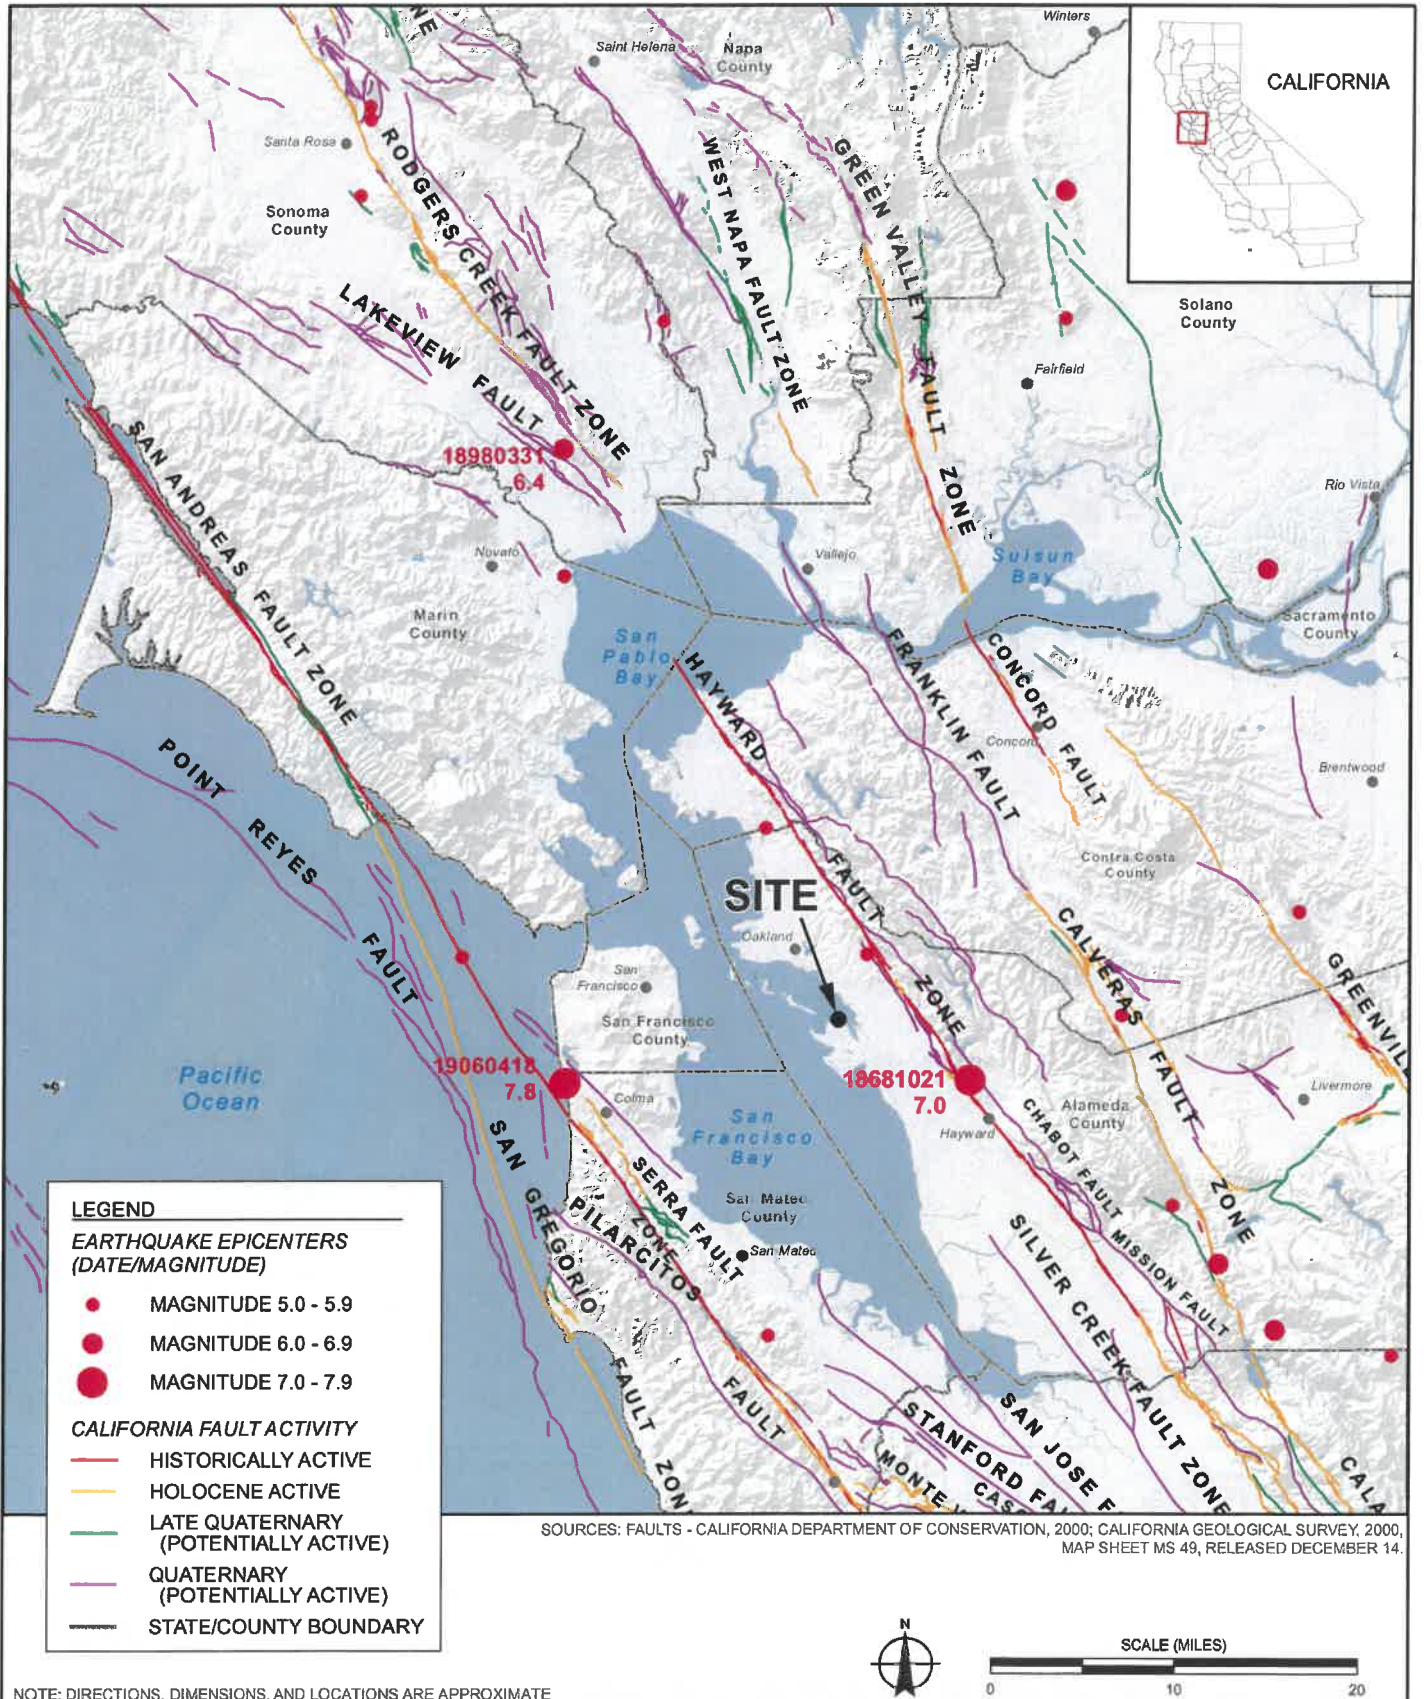 NE
Winters
Saint Helena
Napa
County
CALIFORNIA
Santa Rosa
RODGERS CREEK FAULT ZONE
WEST NAPA FAULT ZONE
GREEN VALLEY FAULT ZONE
Sonoma
County
LAKEVIEW FAULT
Solano
County
Fairfield
18980331
6.4
SAN ANDREAS FAULT ZONE
Rio Vista
Novato
Vallejo
Suisun
Bay
Marin
County
San
Pablo
Bay
Sacramento
County
HAYWARD FAULT ZONE
FRANKLIN FAULT
CONCORD FAULT
Concord
POINT REYES FAULT
Brentwood
Contra Costa
County
SITE
Oakland
CALVERAS FAULT ZONE
GREENVIL
San
Francisco
San Francisco
County
19060418
7.8
18681021
7.0
Pacific
Ocean
Colma
San
Francisco
Bay
Hayward
Alameda
County
Livermore
CHABOT FAULT
SAN GREGORIO FAULT ZON
SERRA FAULT
ZONE
PILARCITOS FAULT
San Mateo
County
San Mateo
MISSION FAULT
SILVER CREEK FAULT ZONE
SAN JOSE F
STANFORD FAU
CAS
MONTE V
CALA
LEGEND
EARTHQUAKE EPICENTERS
(DATE/MAGNITUDE)
MAGNITUDE 5.0 - 5.9
MAGNITUDE 6.0 - 6.9
MAGNITUDE 7.0 - 7.9
CALIFORNIA FAULT ACTIVITY
HISTORICALLY ACTIVE
HOLOCENE ACTIVE
LATE QUATERNARY
(POTENTIALLY ACTIVE)
QUATERNARY
(POTENTIALLY ACTIVE)
STATE/COUNTY BOUNDARY
SOURCES: FAULTS - CALIFORNIA DEPARTMENT OF CONSERVATION, 2000; CALIFORNIA GEOLOGICAL SURVEY, 2000,
MAP SHEET MS 49, RELEASED DECEMBER 14.
N
SCALE (MILES)
0 10 20
NOTE: DIRECTIONS, DIMENSIONS, AND LOCATIONS ARE APPROXIMATE